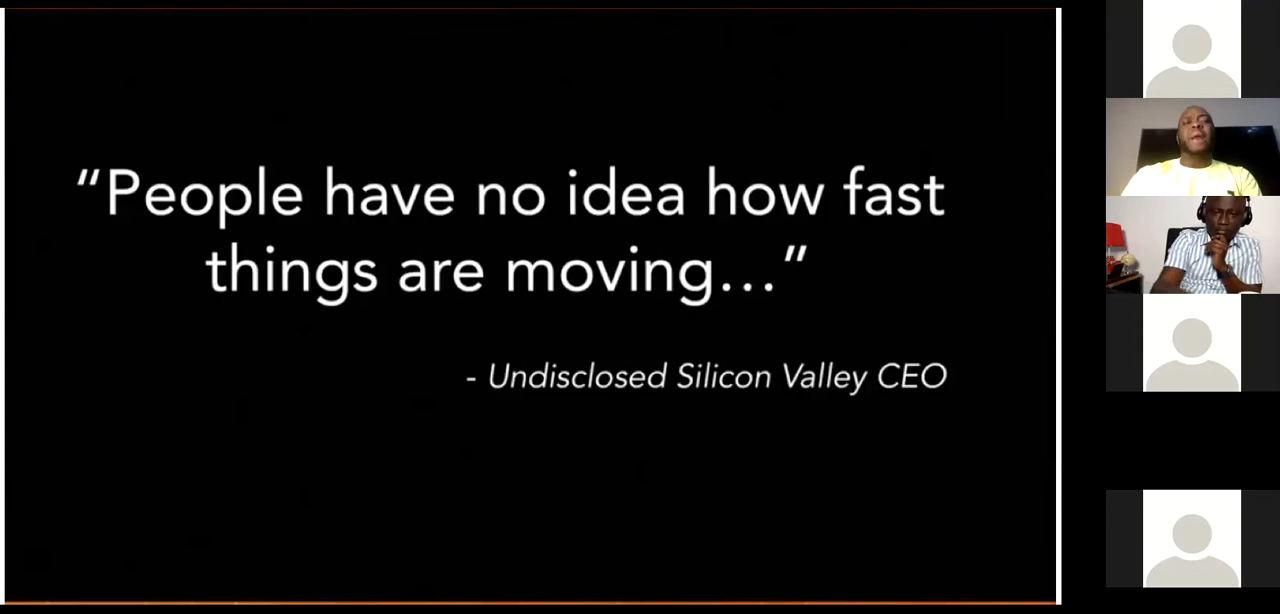 “People have no idea how fast
things are moving…”
- Undisclosed Silicon Valley CEO